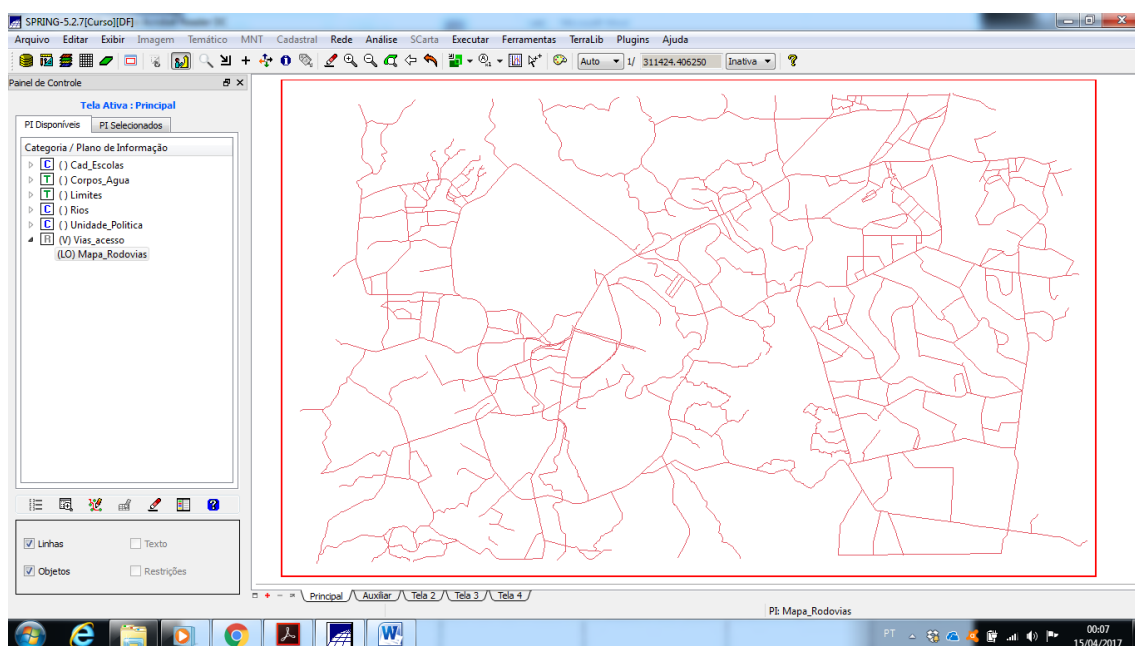 SPRING-5.2.7[Curso][DF]
Arquivo Editar Exibir Imagem Temático MNT Cadastral Rede Análise SCarta Executar Ferramentas TerraLib Plugins Ajuda
Auto 1/ 311424.406250 Inativa
Painel de Controle
Tela Ativa : Principal
PI Disponíveis PI Selecionados
Categoria / Plano de Informação
C () Cad_Escolas
T () Corpos_Agua
T () Limites
C () Rios
C () Unidade_Politica
R (V) Vias_acesso
(LO) Mapa_Rodovias
Linhas Texto
Objetos Restrições
Principal Auxiliar Tela 2 Tela 3 Tela 4
PI: Mapa_Rodovias
PT 00:07
15/04/2017